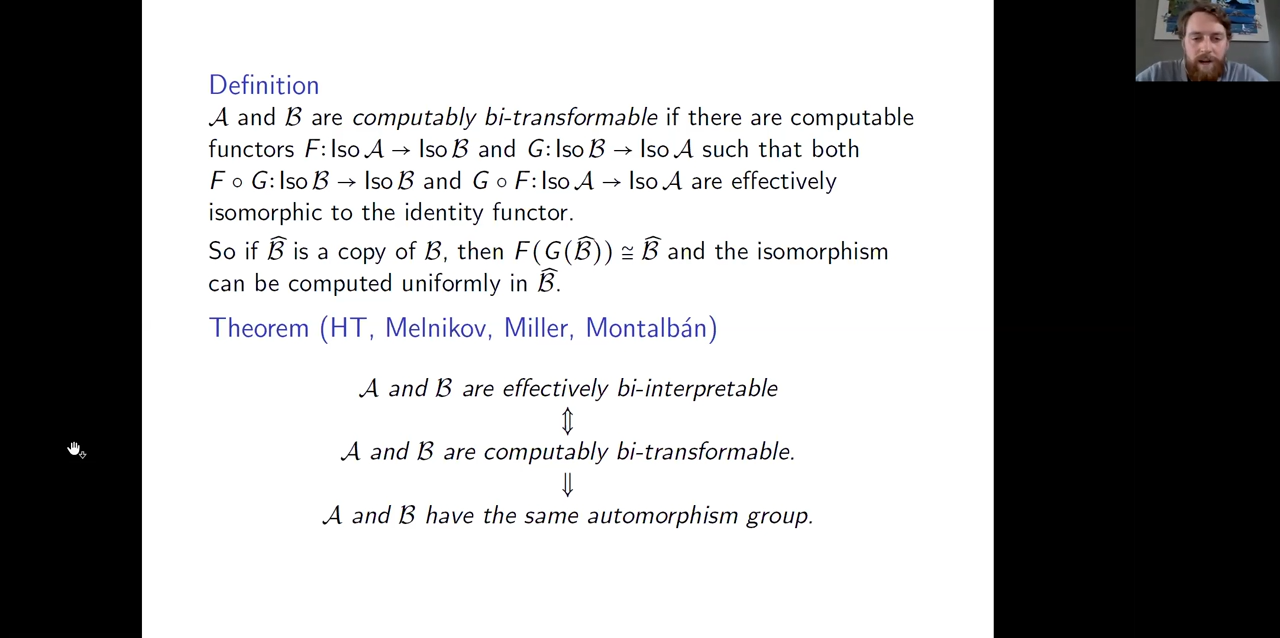 Definition
𝒜 and ℬ are computably bi-transformable if there are computable
functors F: Iso 𝒜 → Iso ℬ and G: Iso ℬ → Iso 𝒜 such that both
F ∘ G: Iso ℬ → Iso ℬ and G ∘ F: Iso 𝒜 → Iso 𝒜 are effectively
isomorphic to the identity functor.
So if ℬ̂ is a copy of ℬ, then F(G(ℬ̂)) ≅ ℬ̂ and the isomorphism
can be computed uniformly in ℬ̂.
Theorem (HT, Melnikov, Miller, Montalbán)
𝒜 and ℬ are effectively bi-interpretable
⇕
𝒜 and ℬ are computably bi-transformable.
⇓
𝒜 and ℬ have the same automorphism group.